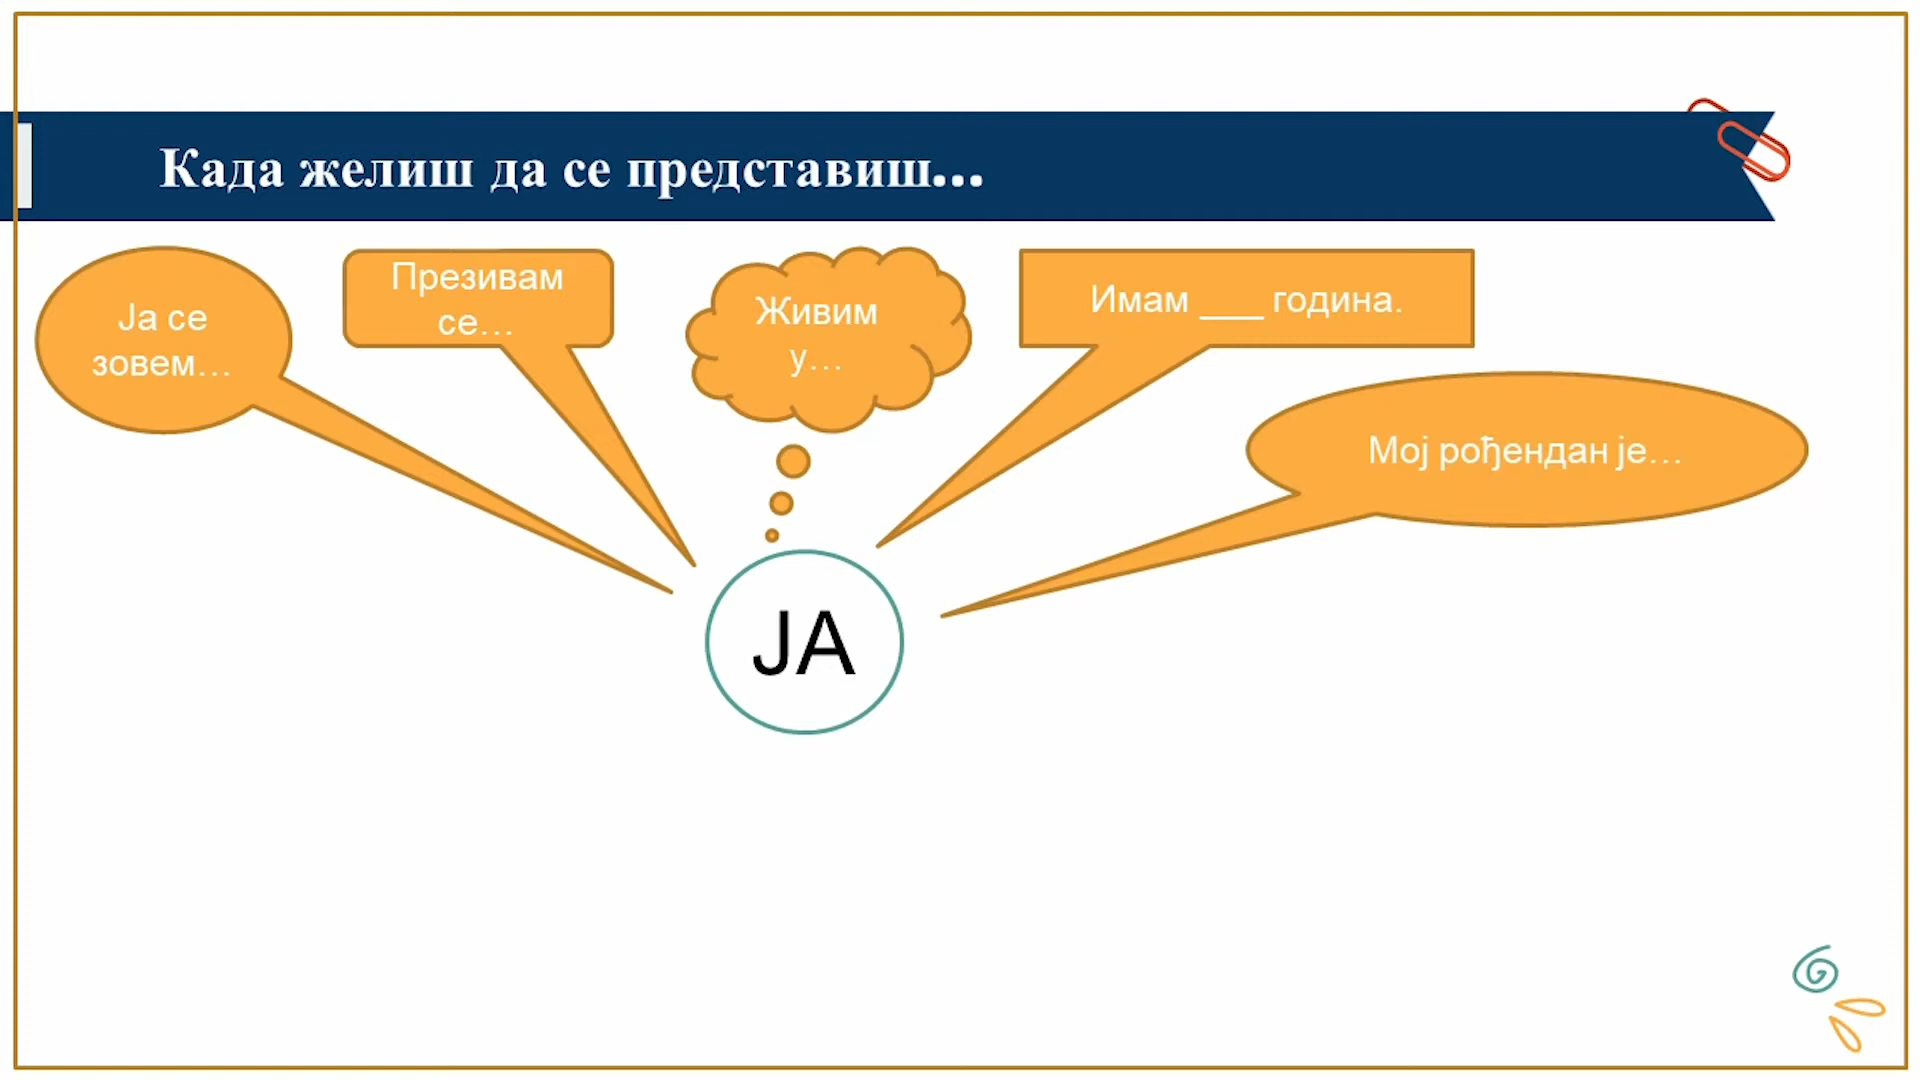 Када желиш да се представиш...
Ја се
зовем...
Презивам
се...
Живим
у...
Имам ___ година.
Мој рођендан је...
ЈА